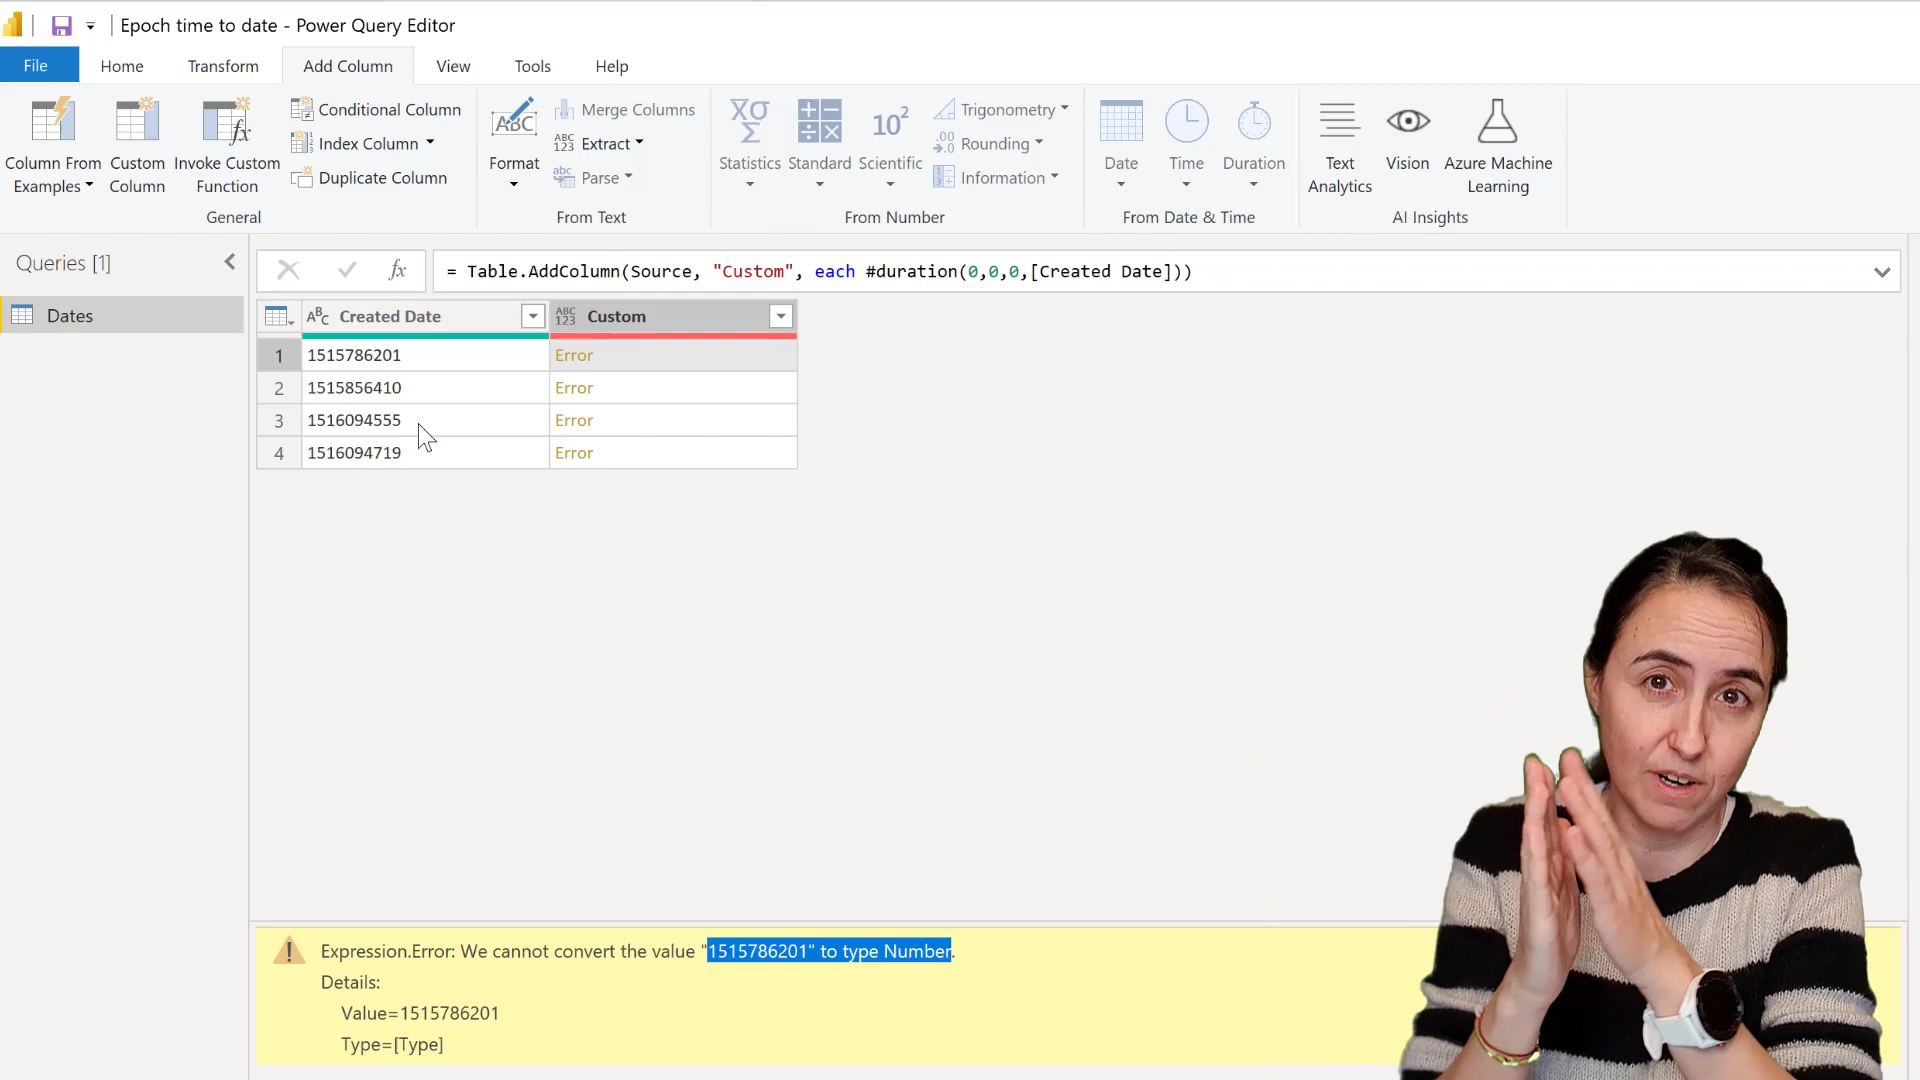 Epoch time to date - Power Query Editor
File Home Transform Add Column View Tools Help
Column From Examples
Custom Column
Invoke Custom Function
Conditional Column
Index Column
Duplicate Column
General
Format
Merge Columns
Extract
Parse
From Text
Statistics
Standard
Scientific
Trigonometry
Rounding
Information
From Number
Date
Time
Duration
From Date & Time
Text Analytics
Vision
Azure Machine Learning
AI Insights
Queries [1]
Dates
fx = Table.AddColumn(Source, "Custom", each #duration(0,0,0,[Created Date]))
ABC Created Date ABC 123 Custom
1 1515786201 Error
2 1515856410 Error
3 1516094555 Error
4 1516094719 Error
Expression.Error: We cannot convert the value "1515786201" to type Number.
Details:
Value=1515786201
Type=[Type]